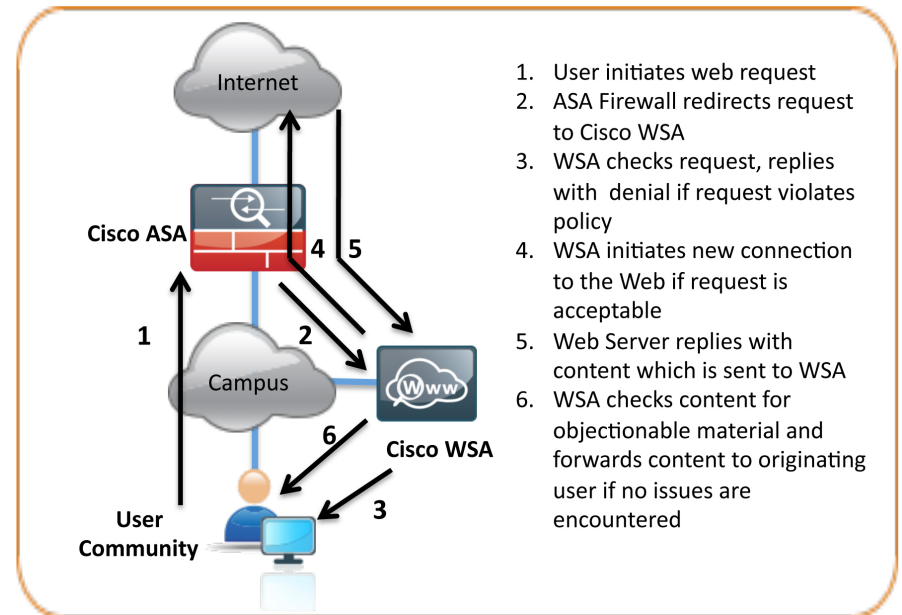 Internet
Cisco ASA
4
5
1
2
Campus
Www
6
Cisco WSA
3
User
Community
1. User initiates web request
2. ASA Firewall redirects request
to Cisco WSA
3. WSA checks request, replies
with denial if request violates
policy
4. WSA initiates new connection
to the Web if request is
acceptable
5. Web Server replies with
content which is sent to WSA
6. WSA checks content for
objectionable material and
forwards content to originating
user if no issues are
encountered